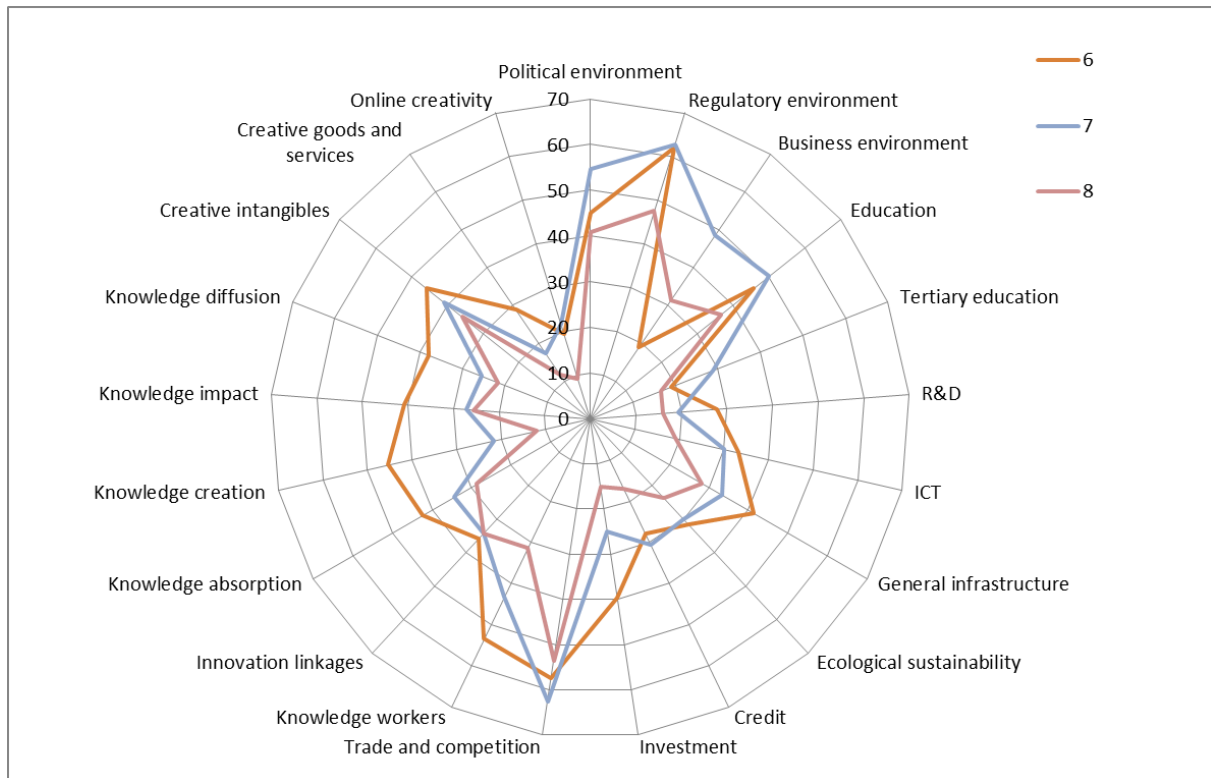 Political environment
Regulatory environment
Business environment
Education
Tertiary education
R&D
ICT
General infrastructure
Ecological sustainability
Credit
Investment
Trade and competition
Knowledge workers
Innovation linkages
Knowledge absorption
Knowledge creation
Knowledge impact
Knowledge diffusion
Creative intangibles
Creative goods and
services
Online creativity
70
60
50
40
30
20
10
0
6
7
8